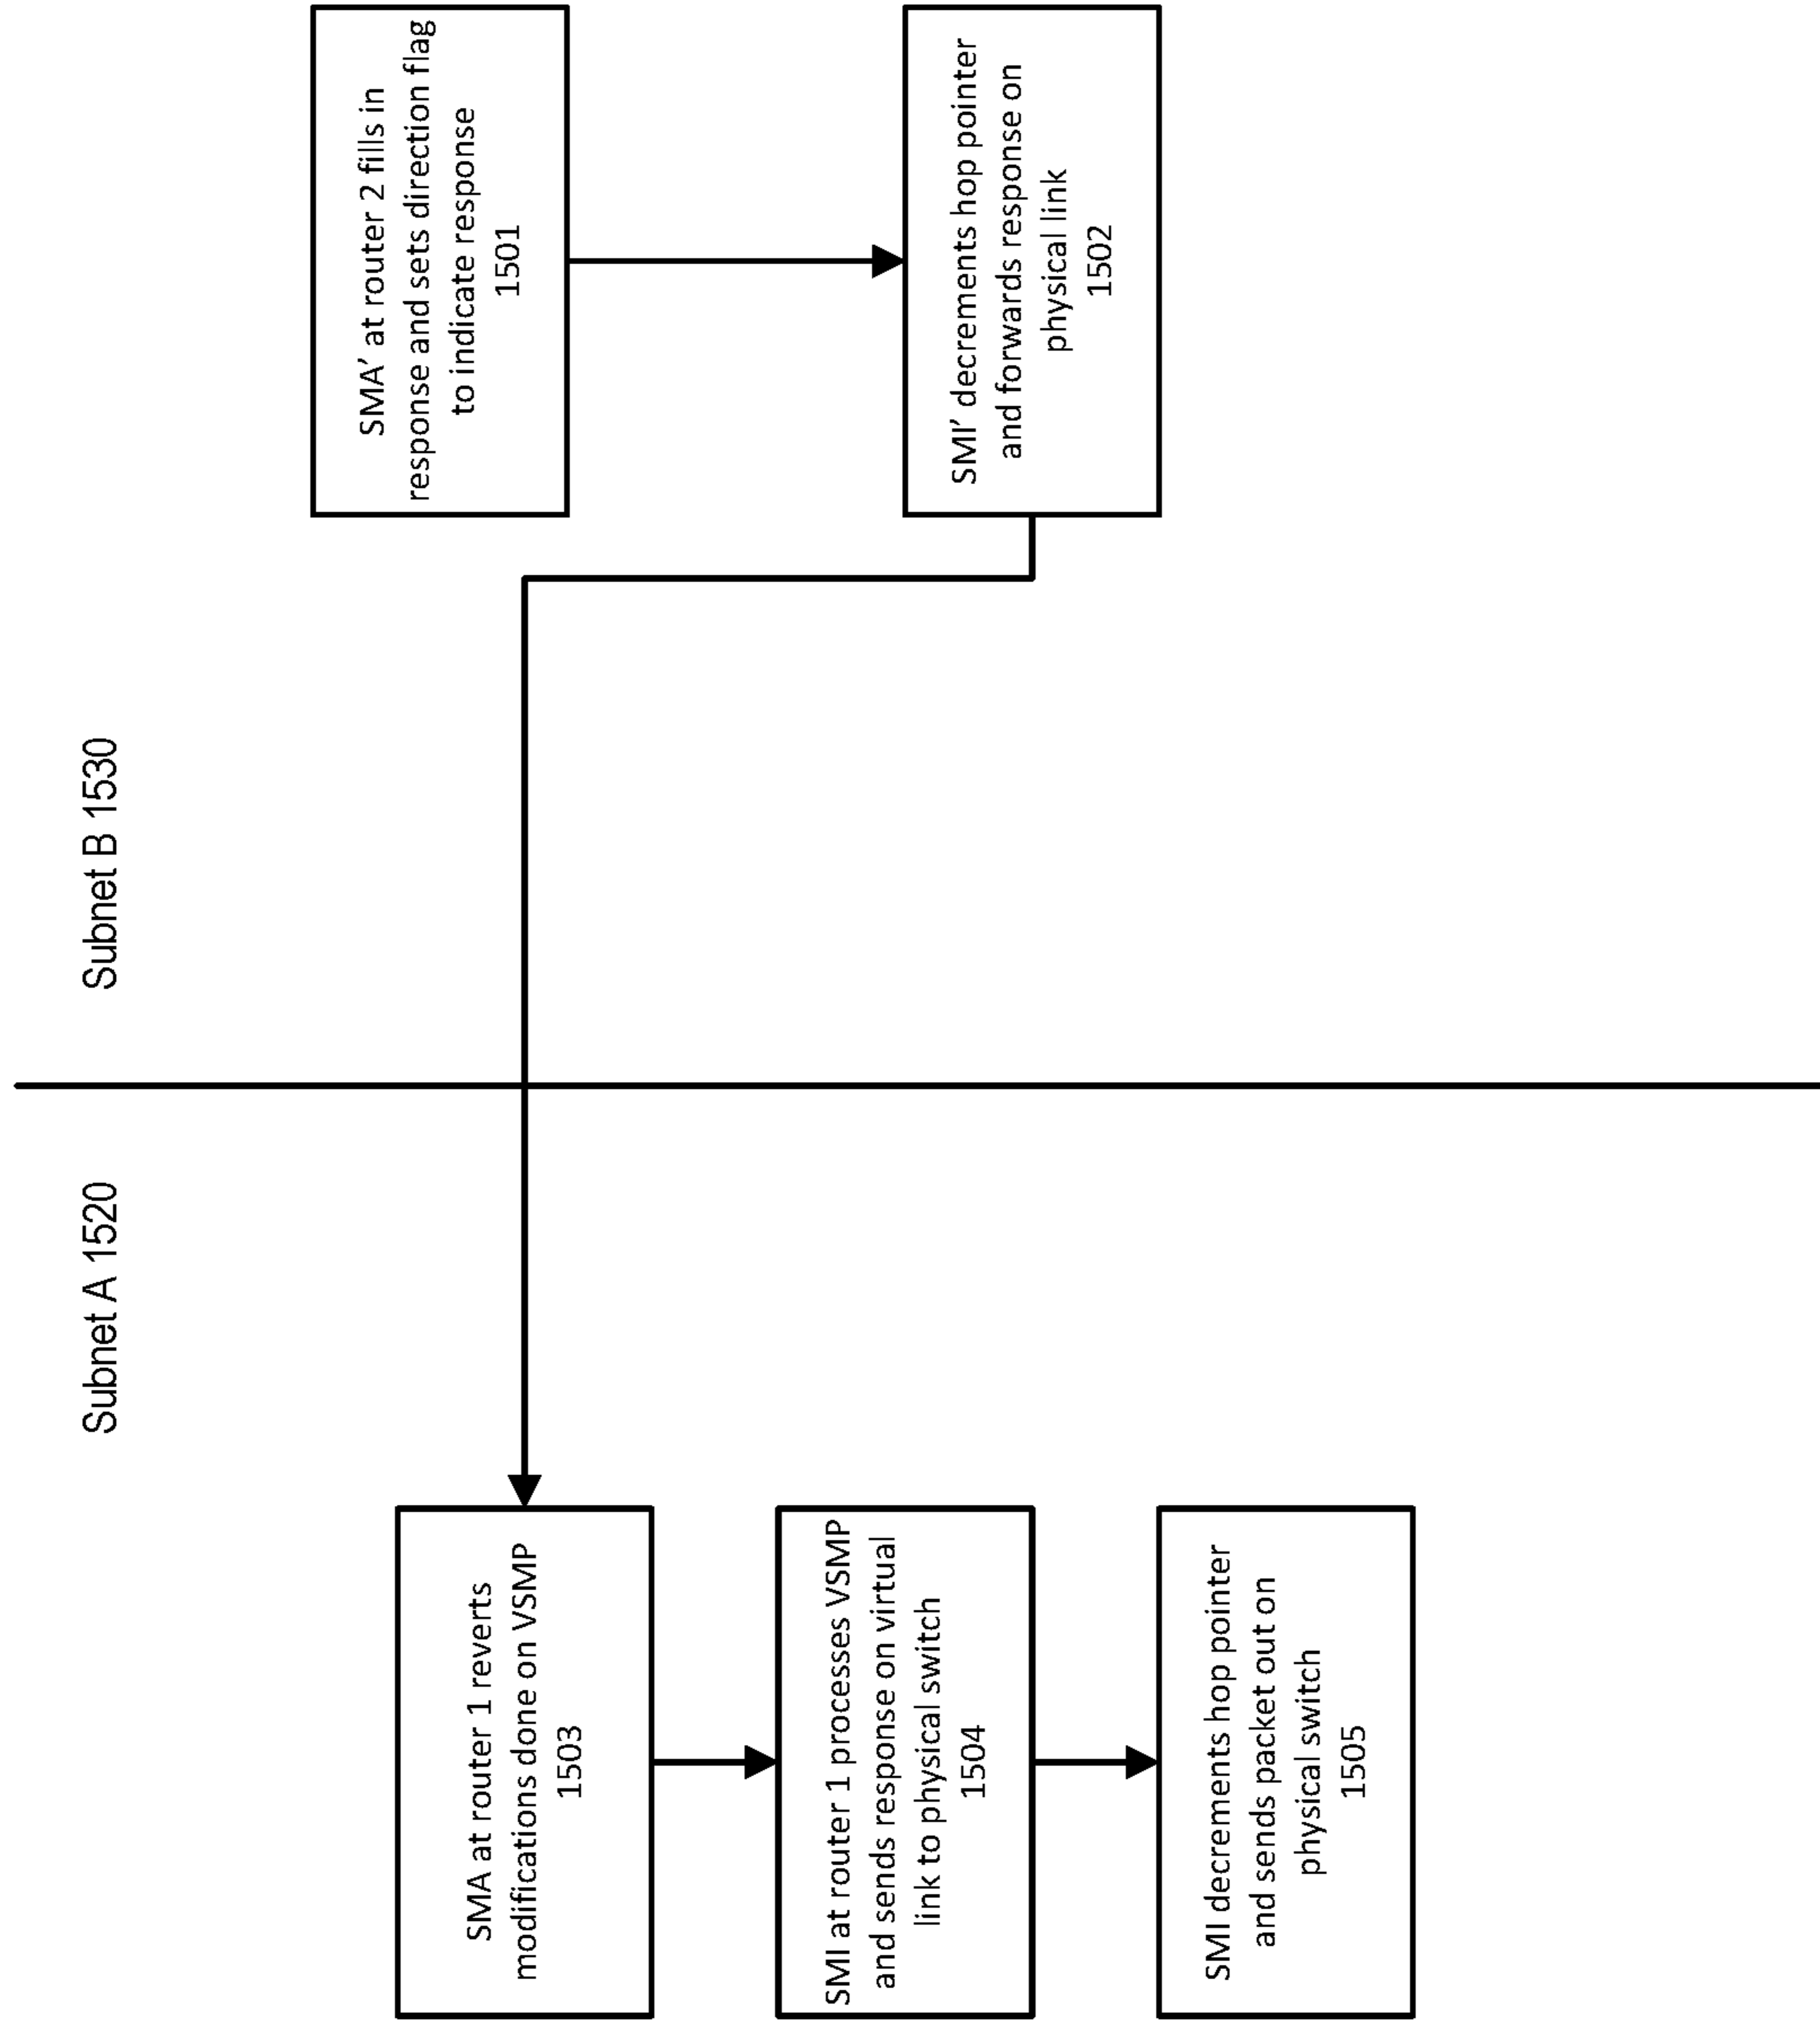 Subnet A 1520
Subnet B 1530
SMA' at router 2 fills in
response and sets direction flag
to indicate response
1501
SMI' decrements hop pointer
and forwards response on
physical link
1502
SMA at router 1 reverts
modifications done on VSMP
1503
SMI at router 1 processes VSMP
and sends response on virtual
link to physical switch
1504
SMI decrements hop pointer
and sends packet out on
physical switch
1505